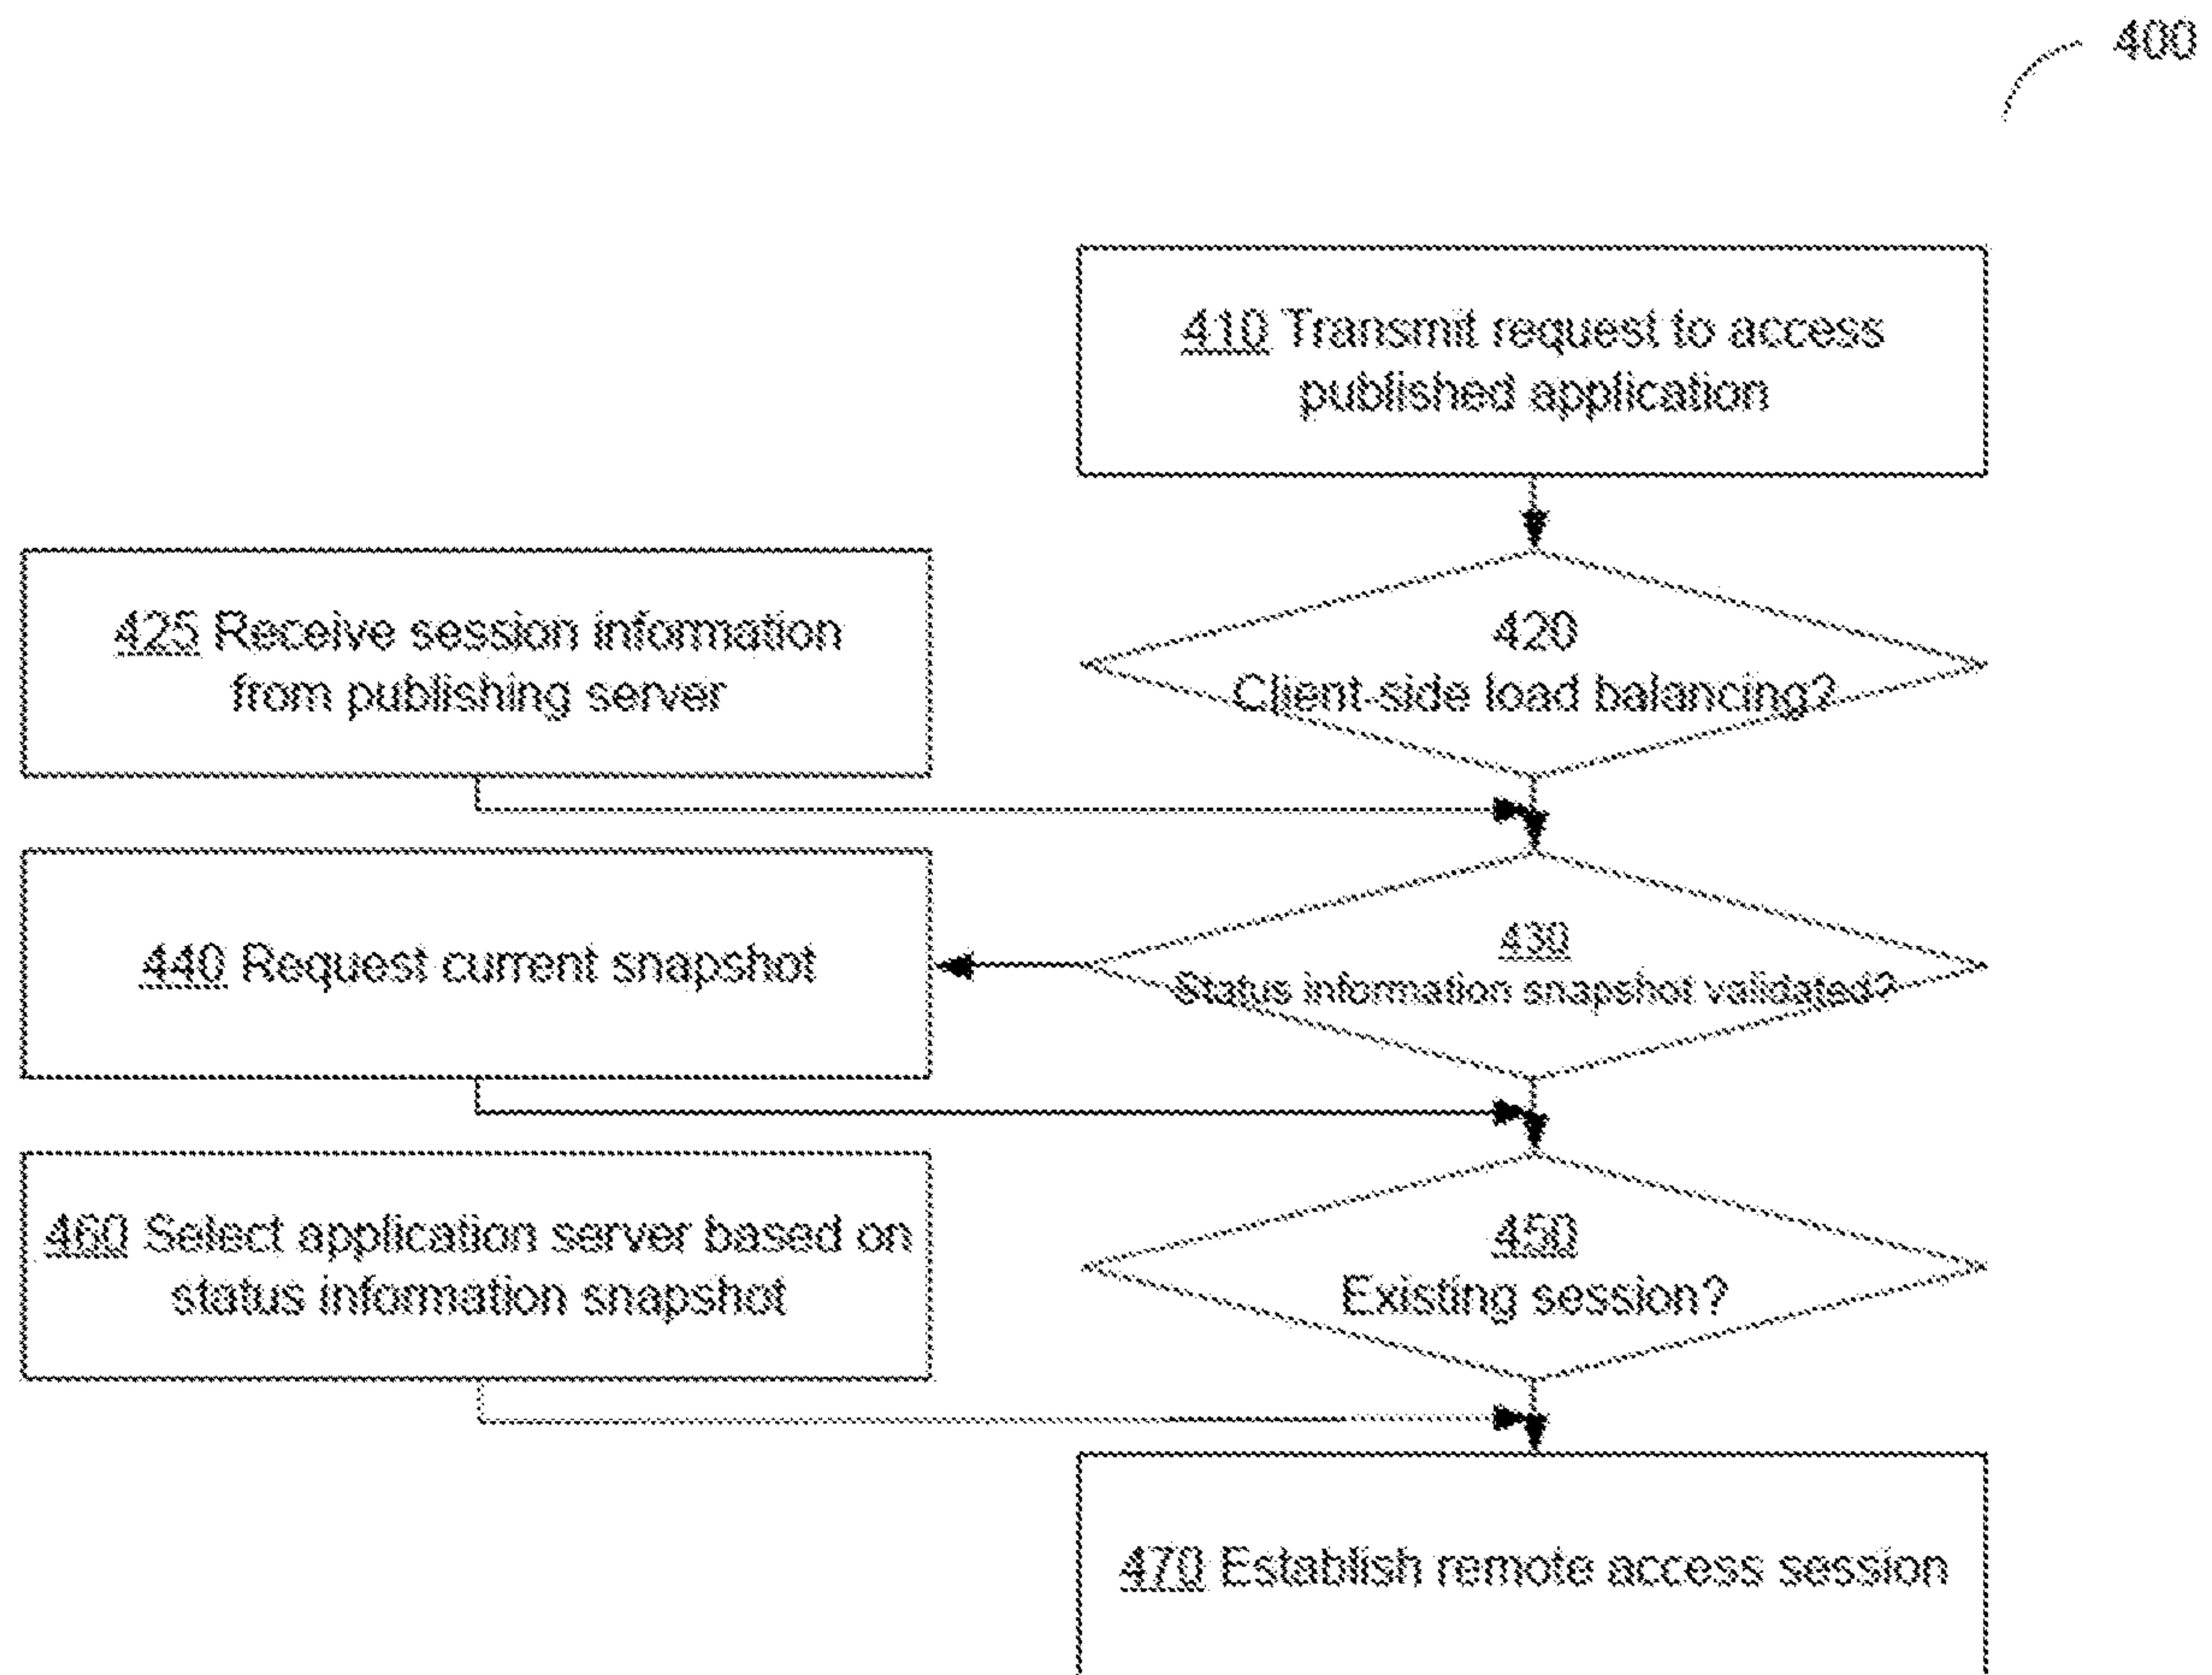 400
410 Transmit request to access
published application
425 Receive session information
from publishing server
420
Client-side load balancing?
440 Request current snapshot
430
Status information snapshot validated?
460 Select application server based on
status information snapshot
450
Existing session?
470 Establish remote access session